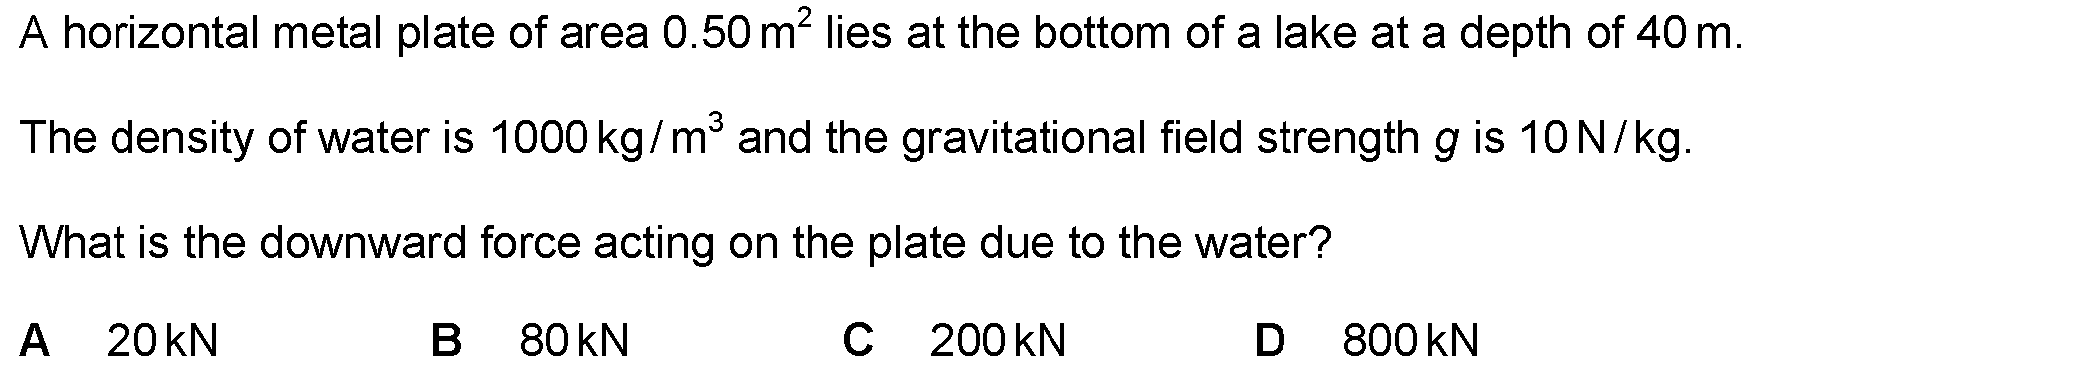 A horizontal metal plate of area 0.50 m² lies at the bottom of a lake at a depth of 40 m.
The density of water is 1000 kg / m³ and the gravitational field strength g is 10 N / kg.
What is the downward force acting on the plate due to the water?
A 20 kN B 80 kN C 200 kN D 800 kN